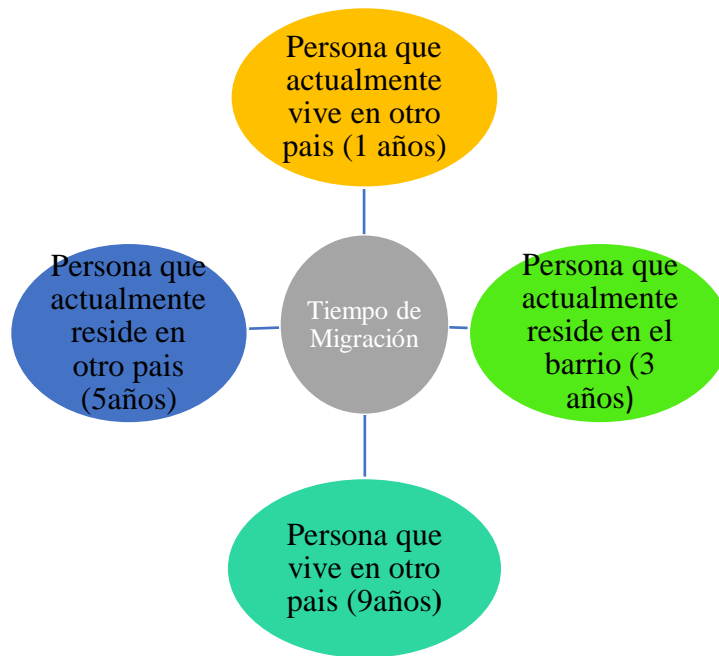 Persona que
actualmente
vive en otro
pais (1 años)
Persona que
actualmente
reside en
otro pais
(5años)
Tiempo de
Migración
Persona que
actualmente
reside en el
barrio (3
años)
Persona que
vive en otro
pais (9años)